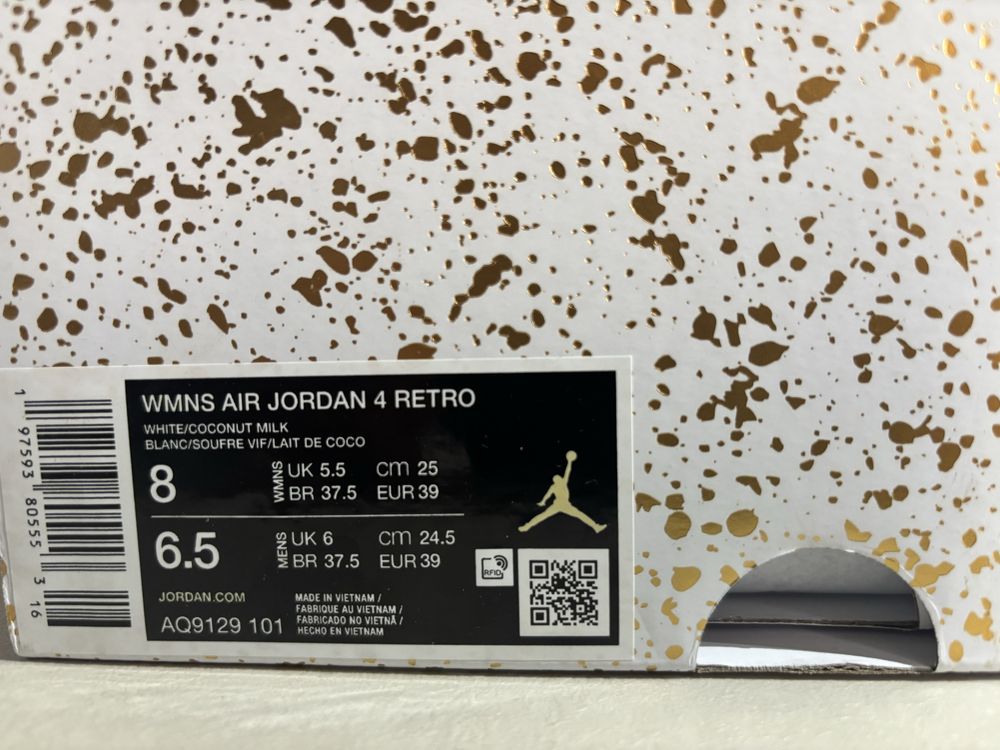 WMNS AIR JORDAN 4 RETRO
WHITE/COCONUT MILK
BLANC/SOUFRE VIF/LAIT DE COCO
8 WMNS UK 5.5 CM 25
BR 37.5 EUR 39
6.5 MENS UK 6 CM 24.5
BR 37.5 EUR 39
JORDAN.COM
AQ9129 101
MADE IN VIETNAM /
FABRIQUE AU VIETNAM /
FABRICADO NO VIETNÃ /
HECHO EN VIETNAM
RFID
1 97593 80555 3 16